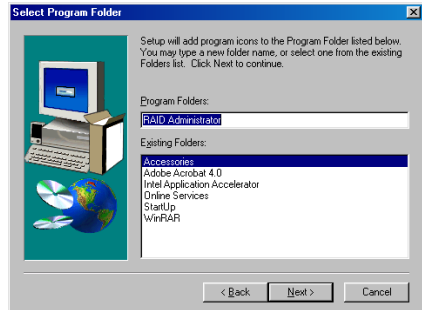 Select Program Folder
Setup will add program icons to the Program Folder listed below.
You may type a new folder name, or select one from the existing
Folders list. Click Next to continue.
Program Folders:
RAID Administrator
Existing Folders:
Accessories
Adobe Acrobat 4.0
Intel Application Accelerator
Online Services
StartUp
WinRAR
< Back
Next >
Cancel